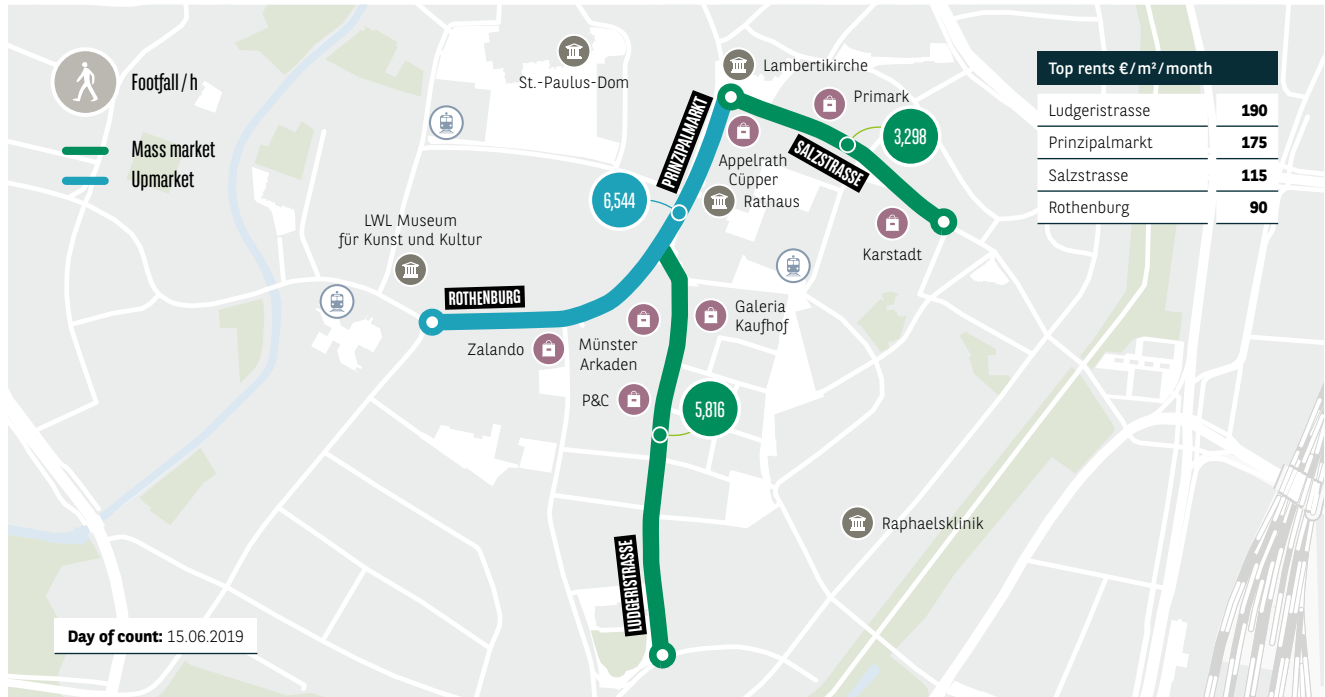 Footfall / h
Mass market
Upmarket
St.-Paulus-Dom
Lambertikirche
Primark
3,298
PRINZIPALMARKT
SALZSTRASSE
Appelrath
Cüpper
Rathaus
6,544
Karstadt
LWL Museum
für Kunst und Kultur
ROTHENBURG
Zalando
Münster
Arkaden
Galeria
Kaufhof
P&C
5,816
Raphaelsklinik
LUDGERISTRASSE
Top rents €/m²/month
Ludgeristrasse 190
Prinzipalmarkt 175
Salzstrasse 115
Rothenburg 90
Day of count: 15.06.2019